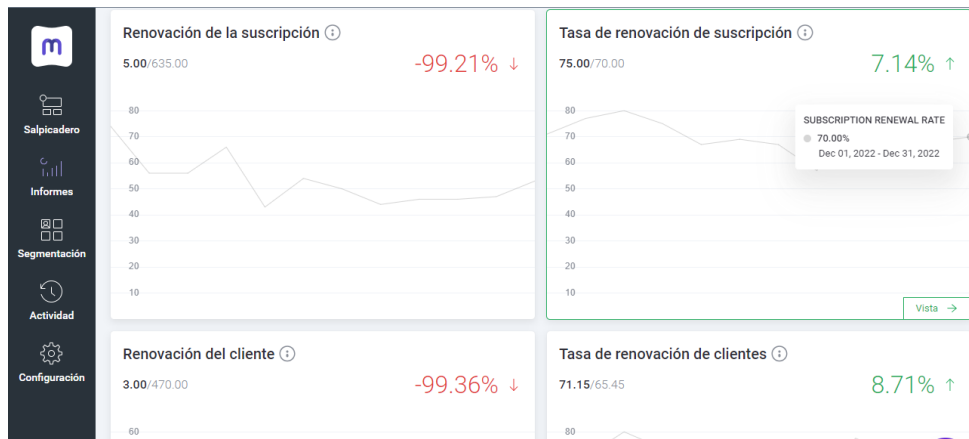 m
Salpicadero
Informes
Segmentación
Actividad
Configuración
Renovación de la suscripción
5.00/635.00
-99.21% ↓
80
70
60
50
40
30
20
10
Tasa de renovación de suscripción
75.00/70.00
7.14% ↑
80
70
60
50
40
30
20
10
SUBSCRIPTION RENEWAL RATE
70.00%
Dec 01, 2022 - Dec 31, 2022
Vista →
Renovación del cliente
3.00/470.00
-99.36% ↓
60
Tasa de renovación de clientes
71.15/65.45
8.71% ↑
80